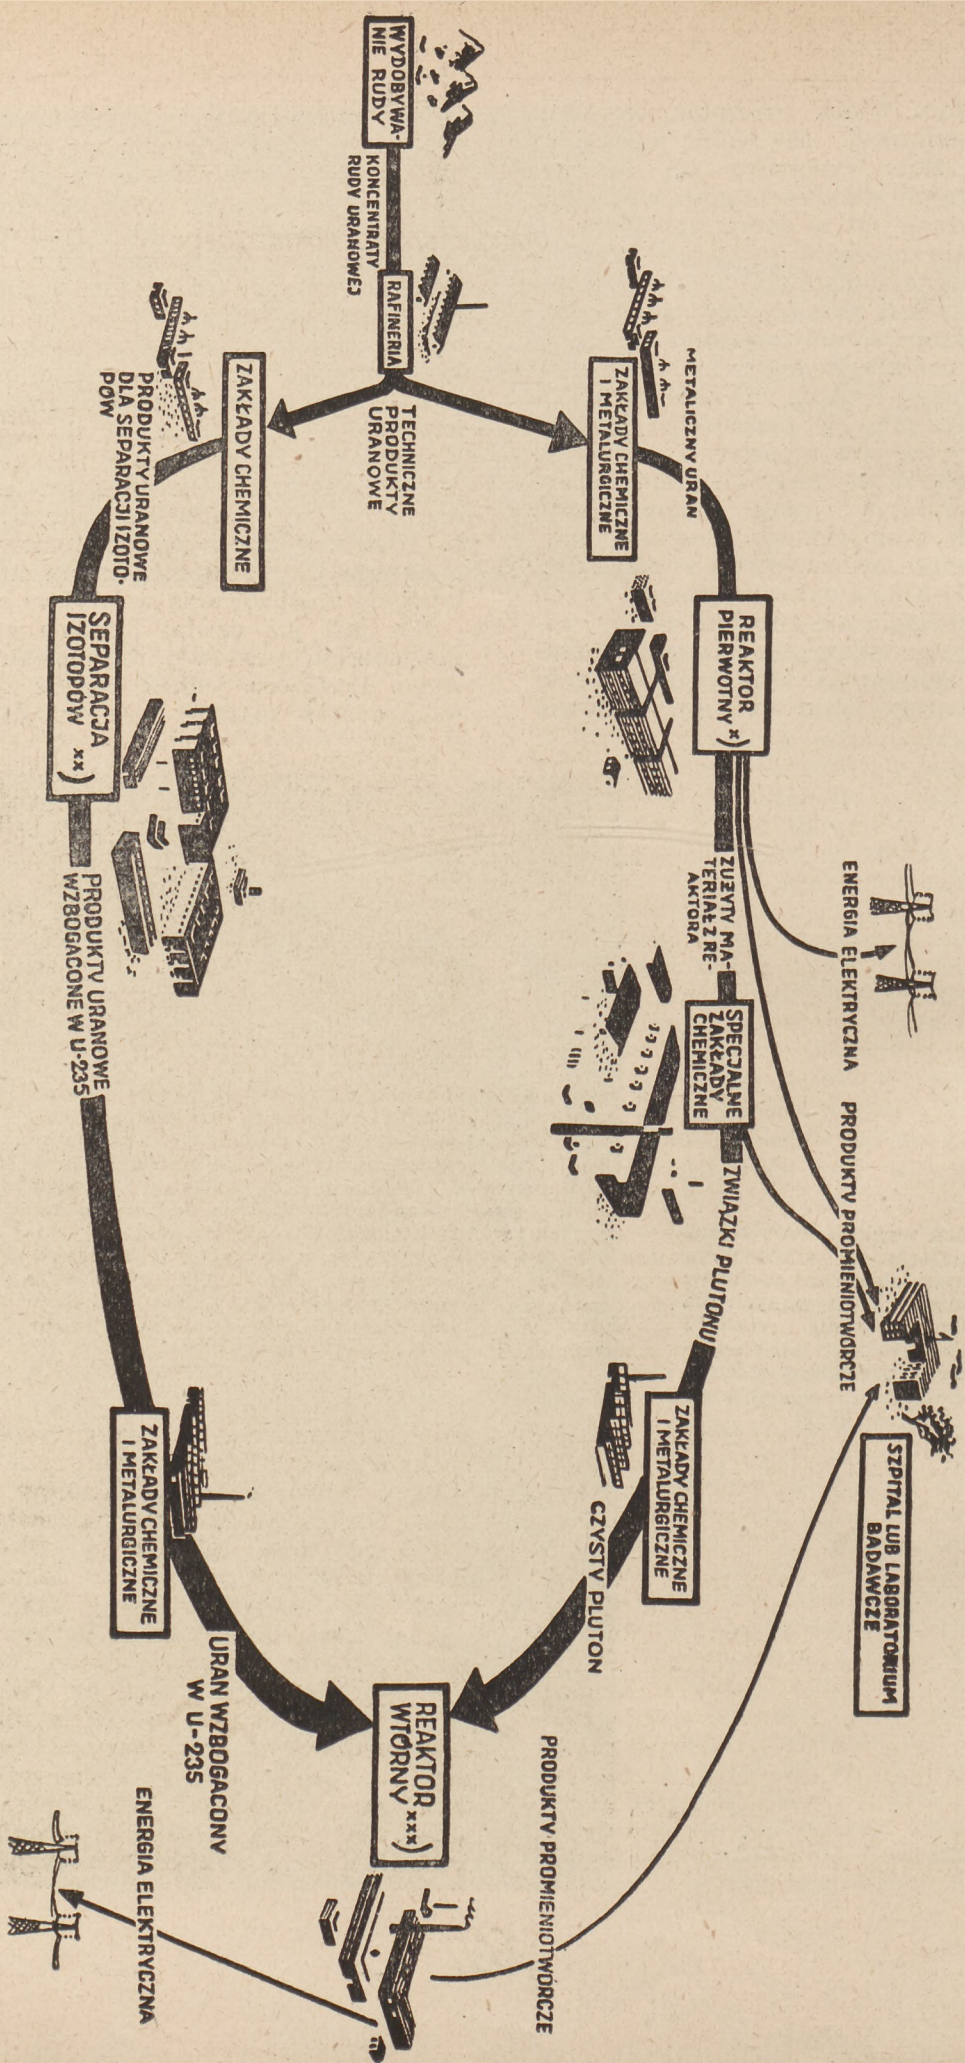 WYDOBYWA-
NIE RUDY
KONCENTRATY
RUDY URANOWEJ
RAFINERIA
TECHNICZNE
PRODUKTY
URANOWE
ZAKŁADY CHEMICZNE
I METALURGICZNE
METALICZNY URAN
REAKTOR
PIERWOTNY x)
ENERGIA ELEKTRYCZNA
ZUŻYTY MA-
TERIAŁ Z RE-
AKTORA
SPECJALNE
ZAKŁADY
CHEMICZNE
PRODUKTY PROMIENIOTWÓRCZE
SZPITAL LUB LABORATORIUM
BADAWCZE
ZWIĄZKI PLUTONU
ZAKŁADY CHEMICZNE
I METALURGICZNE
CZYSTY PLUTON
ZAKŁADY CHEMICZNE
PRODUKTY URANOWE
DLA SEPARACJI IZOTO-
PÓW
SEPARACJA
IZOTOPÓW xx)
PRODUKTY URANOWE
WZBOGACONE W U-235
ZAKŁADY CHEMICZNE
I METALURGICZNE
URAN WZBOGACONY
W U-235
REAKTOR
WTÓRNY xxx)
PRODUKTY PROMIENIOTWÓRCZE
ENERGIA ELEKTRYCZNA